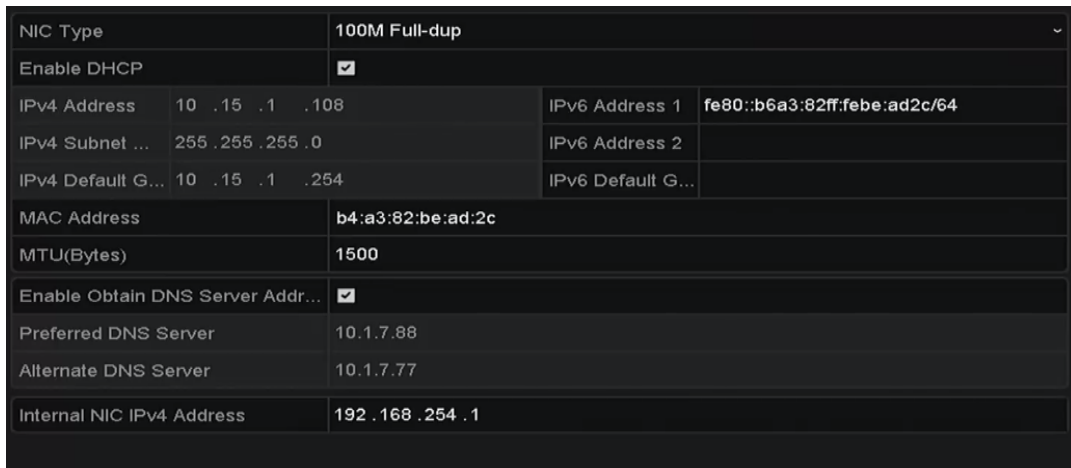 NIC Type 100M Full-dup
Enable DHCP
IPv4 Address 10 .15 .1 .108 IPv6 Address 1 fe80::b6a3:82ff:febe:ad2c/64
IPv4 Subnet ... 255.255.255.0 IPv6 Address 2
IPv4 Default G... 10 .15 .1 .254 IPv6 Default G...
MAC Address b4:a3:82:be:ad:2c
MTU(Bytes) 1500
Enable Obtain DNS Server Addr...
Preferred DNS Server 10.1.7.88
Alternate DNS Server 10.1.7.77
Internal NIC IPv4 Address 192 .168 .254 .1